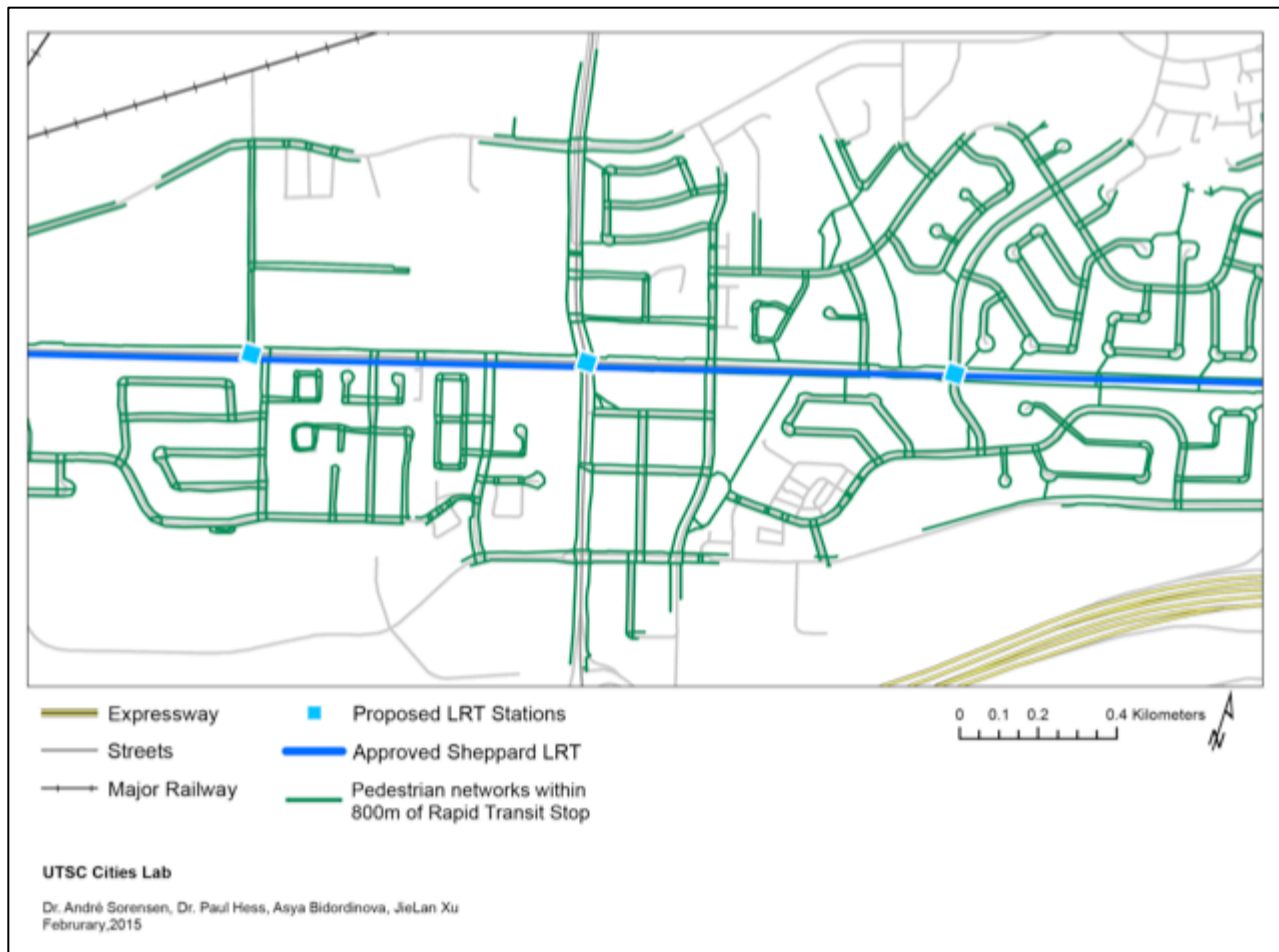 Expressway
Streets
Major Railway
Proposed LRT Stations
Approved Sheppard LRT
Pedestrian networks within
800m of Rapid Transit Stop
0 0.1 0.2 0.4 Kilometers
N
UTSC Cities Lab
Dr. André Sorensen, Dr. Paul Hess, Asya Bidordinova, JieLan Xu
Februrary,2015